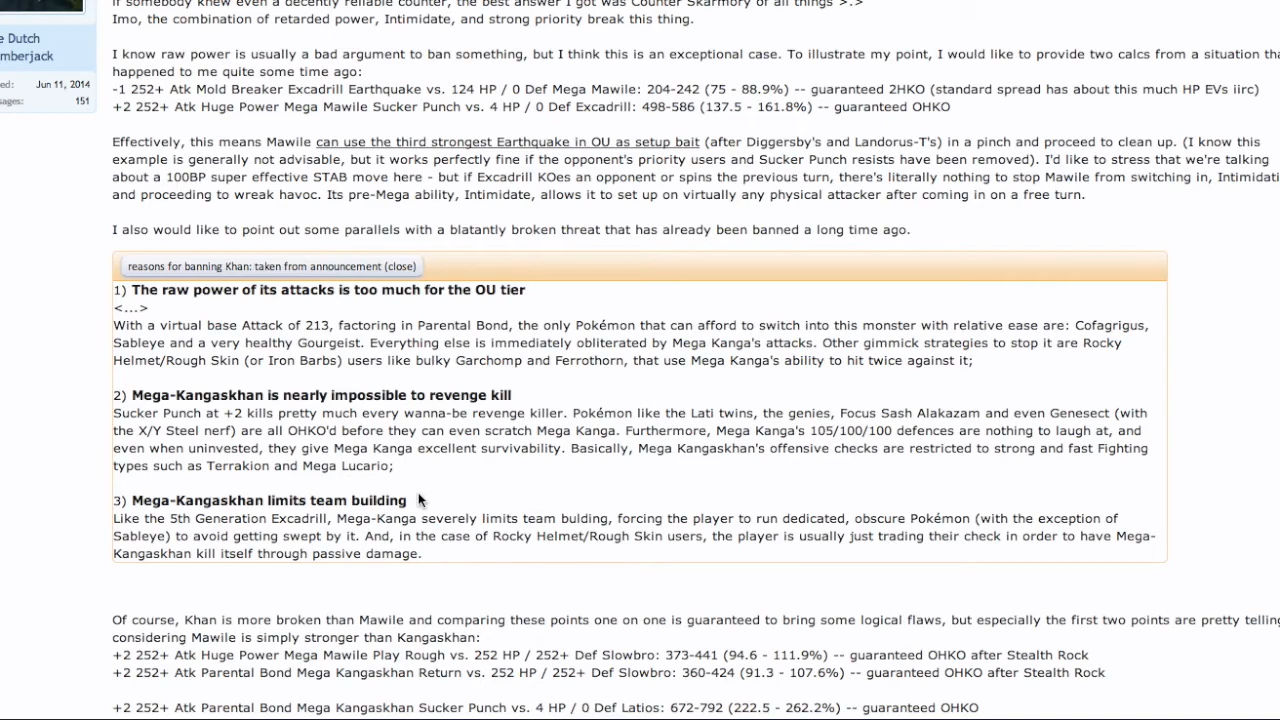 if somebody knew even a decently reliable counter, the best answer I got was Counter Skarmory of all things >.>
Imo, the combination of retarded power, Intimidate, and strong priority break this thing.
e Dutch
mberjack
ed: Jun 11, 2014
sages: 151
I know raw power is usually a bad argument to ban something, but I think this is an exceptional case. To illustrate my point, I would like to provide two calcs from a situation tha
happened to me quite some time ago:
-1 252+ Atk Mold Breaker Excadrill Earthquake vs. 124 HP / 0 Def Mega Mawile: 204-242 (75 - 88.9%) -- guaranteed 2HKO (standard spread has about this much HP EVs iirc)
+2 252+ Atk Huge Power Mega Mawile Sucker Punch vs. 4 HP / 0 Def Excadrill: 498-586 (137.5 - 161.8%) -- guaranteed OHKO
Effectively, this means Mawile can use the third strongest Earthquake in OU as setup bait (after Diggersby's and Landorus-T's) in a pinch and proceed to clean up. (I know this
example is generally not advisable, but it works perfectly fine if the opponent's priority users and Sucker Punch resists have been removed). I'd like to stress that we're talking
about a 100BP super effective STAB move here - but if Excadrill KOes an opponent or spins the previous turn, there's literally nothing to stop Mawile from switching in, Intimidati
and proceeding to wreak havoc. Its pre-Mega ability, Intimidate, allows it to set up on virtually any physical attacker after coming in on a free turn.
I also would like to point out some parallels with a blatantly broken threat that has already been banned a long time ago.
reasons for banning Khan: taken from announcement (close)
1) The raw power of its attacks is too much for the OU tier
<...>
With a virtual base Attack of 213, factoring in Parental Bond, the only Pokémon that can afford to switch into this monster with relative ease are: Cofagrigus,
Sableye and a very healthy Gourgeist. Everything else is immediately obliterated by Mega Kanga's attacks. Other gimmick strategies to stop it are Rocky
Helmet/Rough Skin (or Iron Barbs) users like bulky Garchomp and Ferrothorn, that use Mega Kanga's ability to hit twice against it;
2) Mega-Kangaskhan is nearly impossible to revenge kill
Sucker Punch at +2 kills pretty much every wanna-be revenge killer. Pokémon like the Lati twins, the genies, Focus Sash Alakazam and even Genesect (with
the X/Y Steel nerf) are all OHKO'd before they can even scratch Mega Kanga. Furthermore, Mega Kanga's 105/100/100 defences are nothing to laugh at, and
even when uninvested, they give Mega Kanga excellent survivability. Basically, Mega Kangaskhan's offensive checks are restricted to strong and fast Fighting
types such as Terrakion and Mega Lucario;
3) Mega-Kangaskhan limits team building
Like the 5th Generation Excadrill, Mega-Kanga severely limits team bulding, forcing the player to run dedicated, obscure Pokémon (with the exception of
Sableye) to avoid getting swept by it. And, in the case of Rocky Helmet/Rough Skin users, the player is usually just trading their check in order to have Mega-
Kangaskhan kill itself through passive damage.
Of course, Khan is more broken than Mawile and comparing these points one on one is guaranteed to bring some logical flaws, but especially the first two points are pretty telling
considering Mawile is simply stronger than Kangaskhan:
+2 252+ Atk Huge Power Mega Mawile Play Rough vs. 252 HP / 252+ Def Slowbro: 373-441 (94.6 - 111.9%) -- guaranteed OHKO after Stealth Rock
+2 252+ Atk Parental Bond Mega Kangaskhan Return vs. 252 HP / 252+ Def Slowbro: 360-424 (91.3 - 107.6%) -- guaranteed OHKO after Stealth Rock
+2 252+ Atk Parental Bond Mega Kangaskhan Sucker Punch vs. 4 HP / 0 Def Latios: 672-792 (222.5 - 262.2%) -- guaranteed OHKO